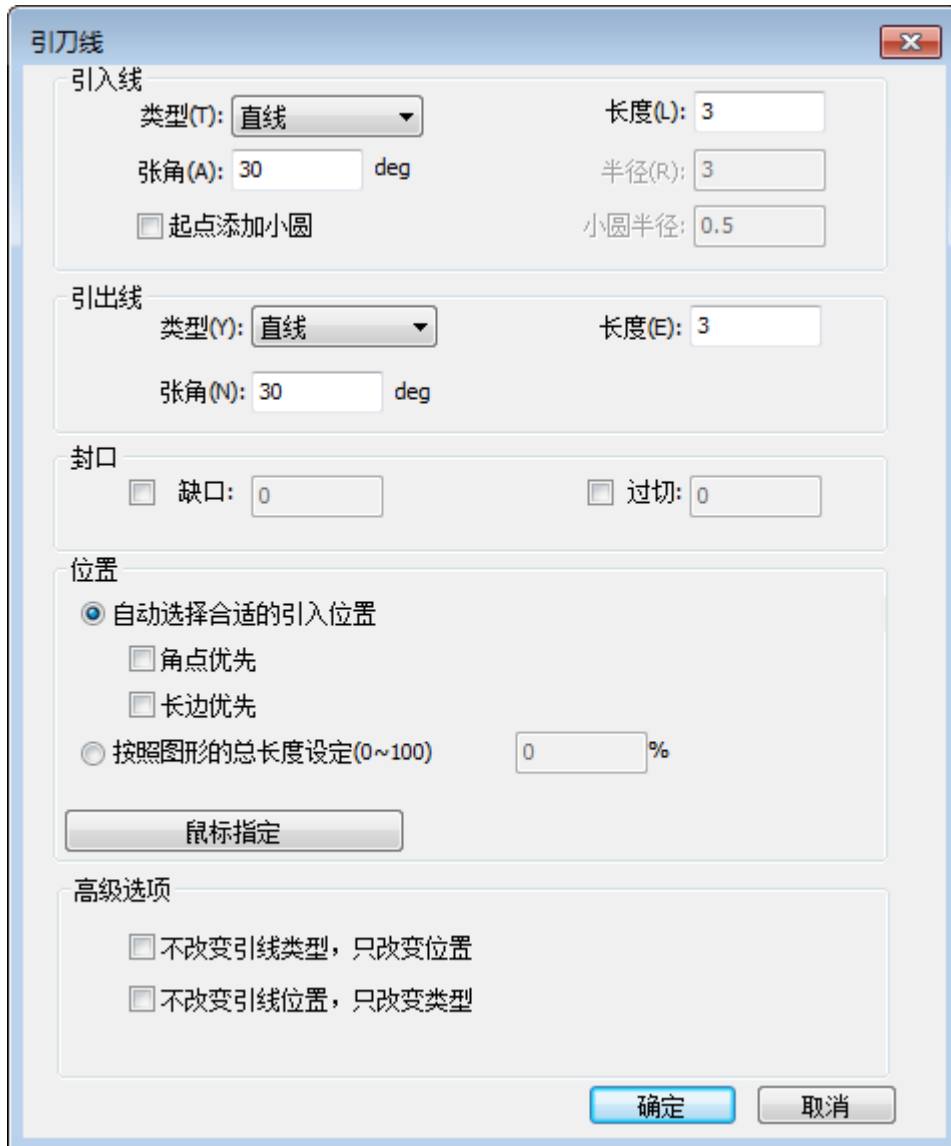 引刀线
引入线
类型(T): 直线 长度(L): 3
张角(A): 30 deg 半径(R): 3
起点添加小圆 小圆半径: 0.5
引出线
类型(Y): 直线 长度(E): 3
张角(N): 30 deg
封口
缺口: 0 过切: 0
位置
自动选择合适的引入位置
角点优先
长边优先
按照图形的总长度设定(0~100) 0 %
鼠标指定
高级选项
不改变引线类型，只改变位置
不改变引线位置，只改变类型
确定 取消